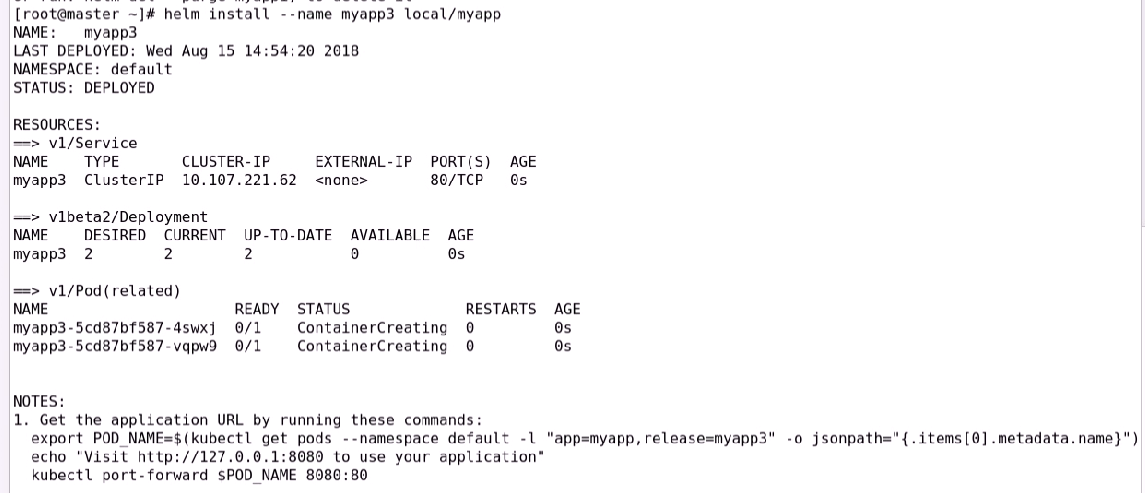 [root@master ~]# helm install --name myapp3 local/myapp
NAME:   myapp3
LAST DEPLOYED: Wed Aug 15 14:54:20 2018
NAMESPACE: default
STATUS: DEPLOYED
RESOURCES:
==> v1/Service
NAME    TYPE       CLUSTER-IP     EXTERNAL-IP  PORT(S)  AGE
myapp3  ClusterIP  10.107.221.62  <none>       80/TCP   0s
==> v1beta2/Deployment
NAME    DESIRED  CURRENT  UP-TO-DATE  AVAILABLE  AGE
myapp3  2        2        2           0          0s
==> v1/Pod(related)
NAME                     READY  STATUS             RESTARTS  AGE
myapp3-5cd87bf587-4swxj  0/1    ContainerCreating  0         0s
myapp3-5cd87bf587-vqpw9  0/1    ContainerCreating  0         0s
NOTES:
1. Get the application URL by running these commands:
  export POD_NAME=$(kubectl get pods --namespace default -l "app=myapp,release=myapp3" -o jsonpath="{.items[0].metadata.name}")
  echo "Visit http://127.0.0.1:8080 to use your application"
  kubectl port-forward $POD_NAME 8080:80